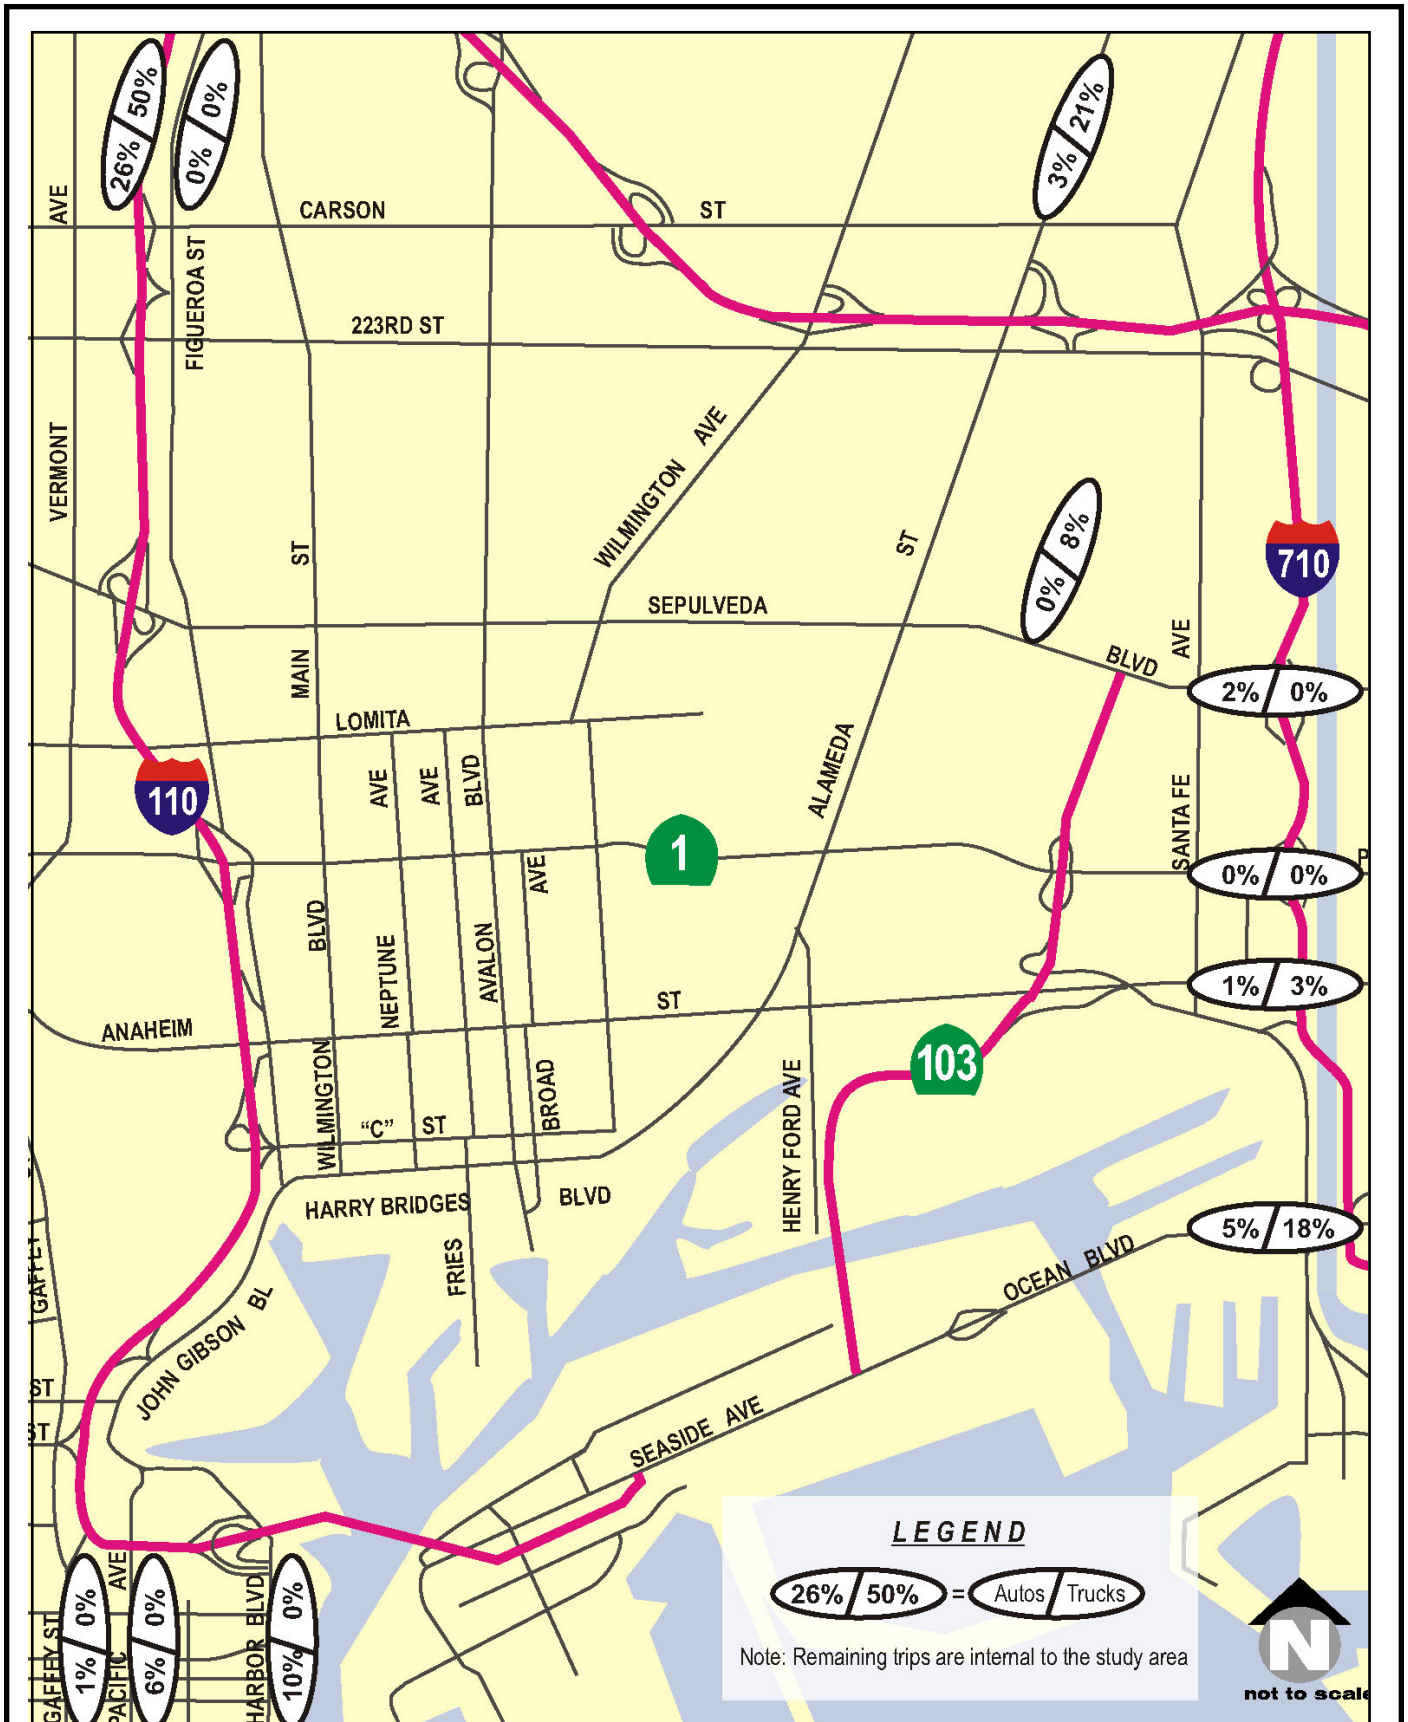 26% / 50%
0% / 0%
3% / 21%
AVE
CARSON
ST
FIGUEROA ST
223RD ST
WILMINGTON AVE
VERMONT
ST
ST
0% / 8%
710
SEPULVEDA
BLVD
AVE
MAIN
2% / 0%
LOMITA
AVE
AVE
BLVD
ALAMEDA
110
SANTA FE
1
AVE
0% / 0%
P
BLVD
NEPTUNE
AVALON
1% / 3%
ST
ANAHEIM
103
WILMINGTON
BROAD
HENRY FORD AVE
"C" ST
HARRY BRIDGES
BLVD
5% / 18%
GAFFEY
FRIES
OCEAN BLVD
JOHN GIBSON BL
ST
ST
SEASIDE AVE
LEGEND
26% / 50% = Autos / Trucks
Note: Remaining trips are internal to the study area
N
not to scale
GAFFEY ST
1% / 0%
PACIFIC AVE
6% / 0%
HARBOR BLVD
10% / 0%